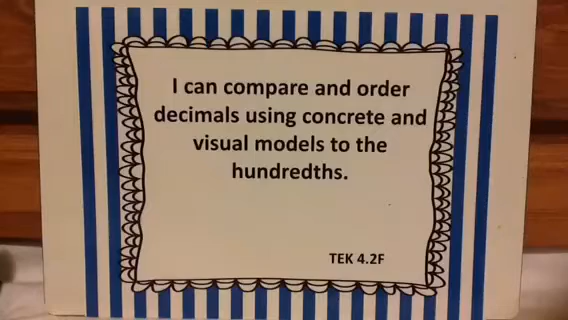 I can compare and order
decimals using concrete and
visual models to the
hundredths.
TEK 4.2F